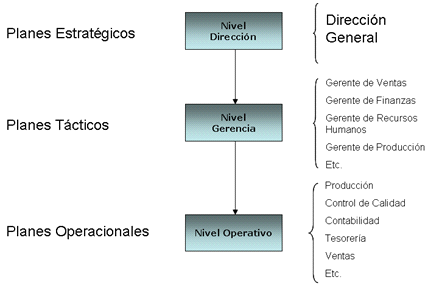 Planes Estratégicos
Nivel
Dirección
Dirección
General
Planes Tácticos
Nivel
Gerencia
Gerente de Ventas
Gerente de Finanzas
Gerente de Recursos
Humanos
Gerente de Producción
Etc.
Planes Operacionales
Nivel Operativo
Producción
Control de Calidad
Contabilidad
Tesorería
Ventas
Etc.